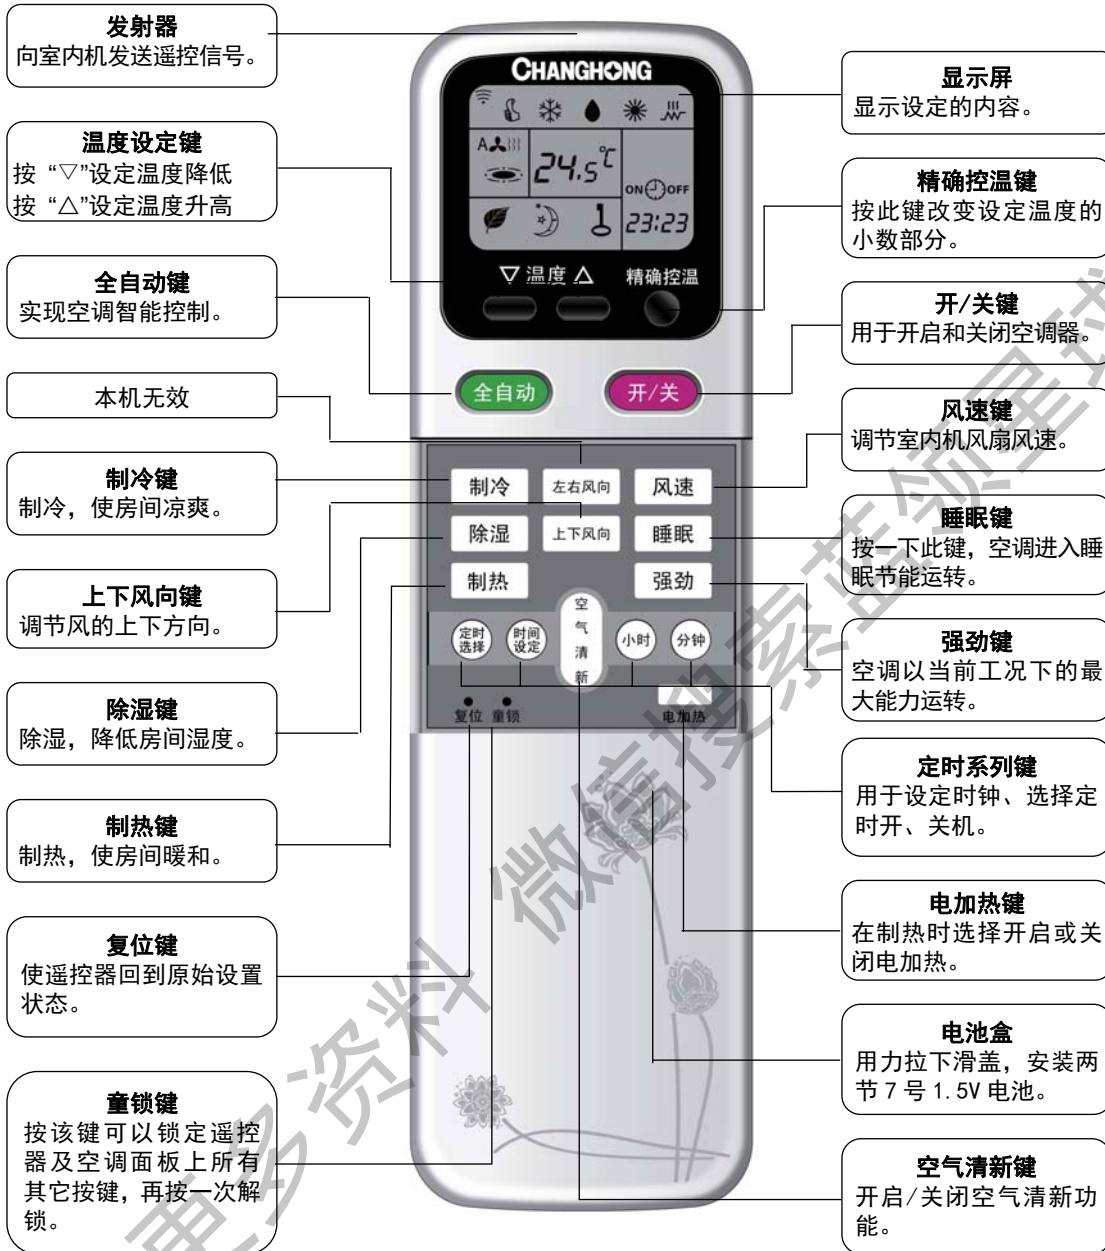 发射器
向室内机发送遥控信号。
温度设定键
按 “▽”设定温度降低
按 “△”设定温度升高
全自动键
实现空调智能控制。
本机无效
制冷键
制冷，使房间凉爽。
上下风向键
调节风的上下方向。
除湿键
除湿，降低房间湿度。
制热键
制热，使房间暖和。
复位键
使遥控器回到原始设置
状态。
童锁键
按该键可以锁定遥控
器及空调面板上所有
其它按键，再按一次解
锁。
CHANGHONG
A
24.5℃
ON OFF
23:23
▽ 温度 △ 精确控温
全自动 开/关
制冷 左右风向 风速
除湿 上下风向 睡眠
制热 强劲
空
气
清
新
定时
选择
时间
设定
小时 分钟
复位 童锁 电加热
显示屏
显示设定的内容。
精确控温键
按此键改变设定温度的
小数部分。
开/关键
用于开启和关闭空调器。
风速键
调节室内机风扇风速。
睡眠键
按一下此键，空调进入睡
眠节能运转。
强劲键
空调以当前工况下的最
大能力运转。
定时系列键
用于设定时钟、选择定
时开、关机。
电加热键
在制热时选择开启或关
闭电加热。
电池盒
用力拉下滑盖，安装两
节 7 号 1.5V 电池。
空气清新键
开启/关闭空气清新功
能。
更多资料 微信搜索蓝领星球